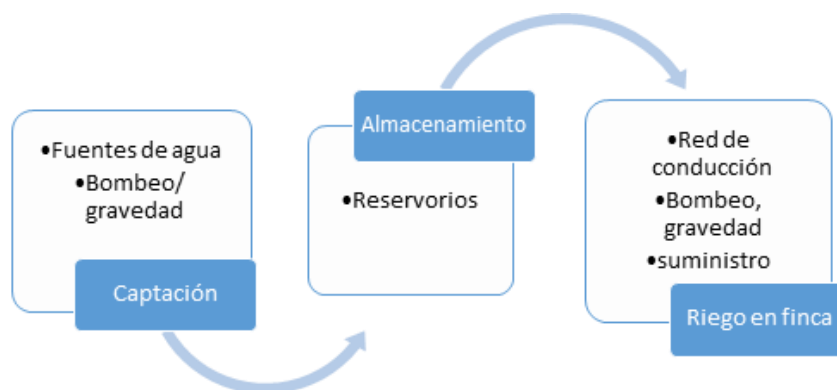 •Fuentes de agua
•Bombeo/
gravedad
Captación
Almacenamiento
•Reservorios
•Red de
conducción
•Bombeo,
gravedad
•suministro
Riego en finca